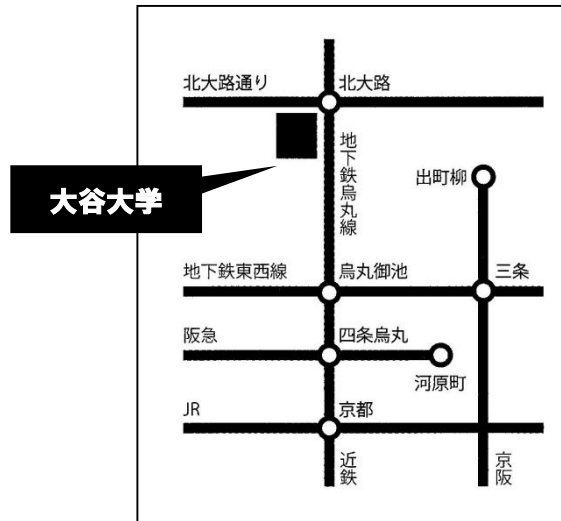 北大路通り
北大路
地下鉄烏丸線
出町柳
大谷大学
地下鉄東西線
烏丸御池
三条
阪急
四条烏丸
河原町
JR
京都
近鉄
京阪